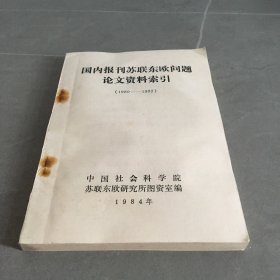 国内报刊苏联东欧问题
论文资料索引
(1980——1982)
中国社会科学院
苏联东欧研究所图资室编
1984年